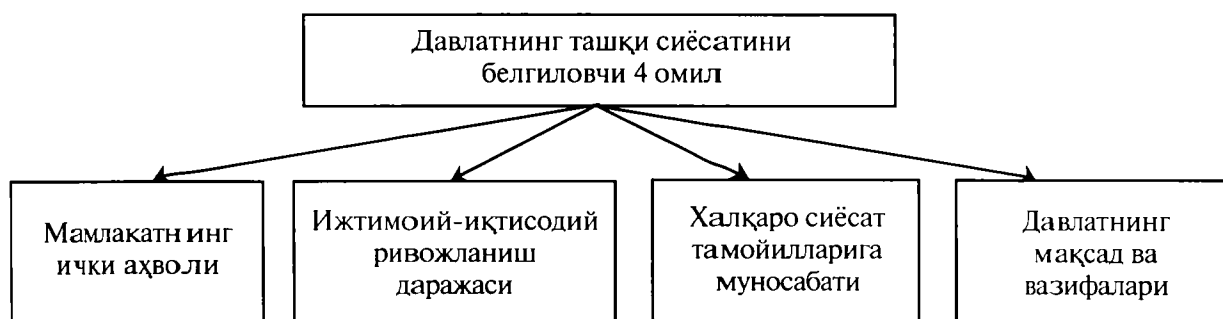 Давлатнинг ташқи сиёсатини
белгиловчи 4 омил
Мамлакатнинг
ички аҳволи
Ижтимоий-иқтисодий
ривожланиш
даражаси
Халқаро сиёсат
тамойилларига
муносабати
Давлатнинг
мақсад ва
вазифалари